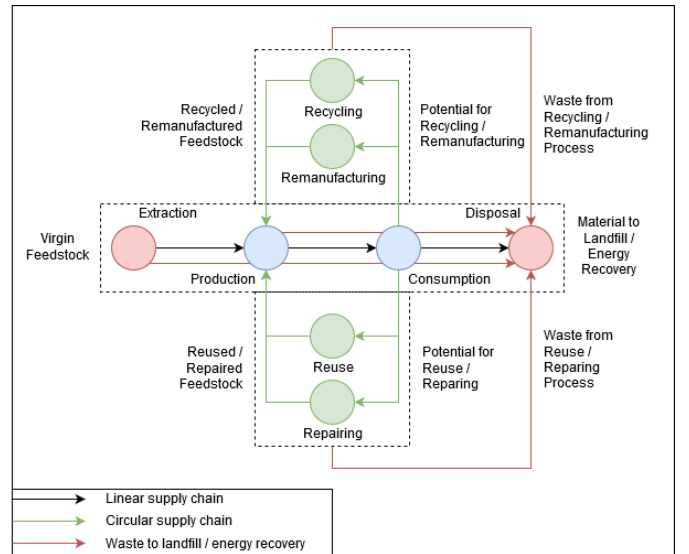 Recycling
Recycled /
Remanufactured
Feedstock
Potential for
Recycling /
Remanufacturing
Waste from
Recycling /
Remanufacturing
Process
Remanufacturing
Extraction
Disposal
Virgin
Feedstock
Material to
Landfill /
Energy
Recovery
Production
Consumption
Reused /
Repaired
Feedstock
Reuse
Potential for
Reuse /
Reparing
Waste from
Reuse /
Reparing
Process
Repairing
Linear supply chain
Circular supply chain
Waste to landfill / energy recovery